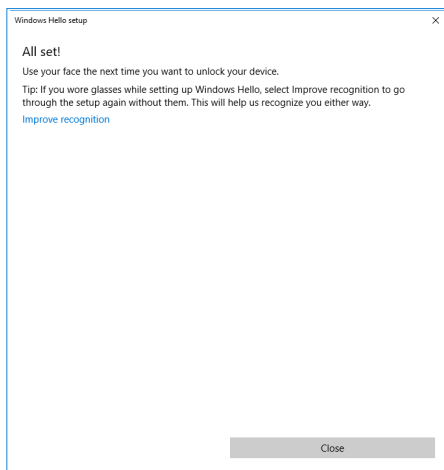 Windows Hello setup
All set!
Use your face the next time you want to unlock your device.
Tip: If you wore glasses while setting up Windows Hello, select Improve recognition to go
through the setup again without them. This will help us recognize you either way.
Improve recognition
Close